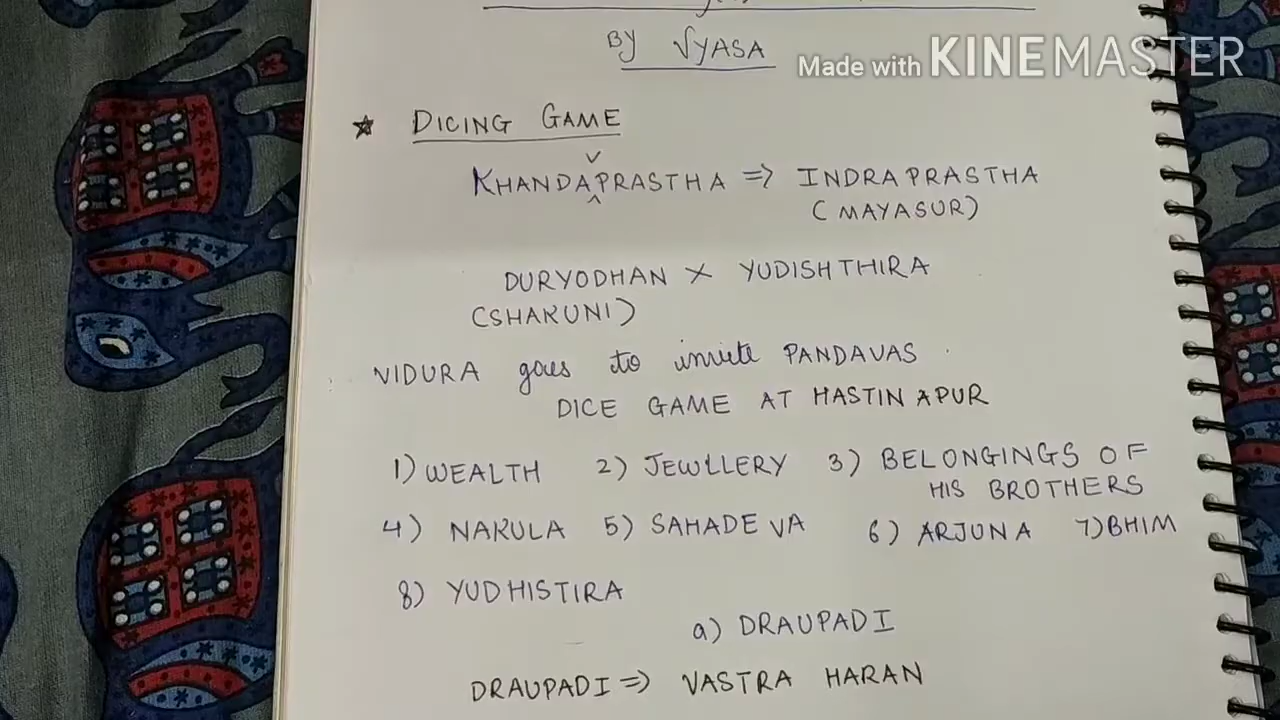 BY VYASA
Made with KINEMASTER
DICING GAME
KHANDAVPRASTHA => INDRAPRASTHA
(MAYASUR)
DURYODHAN X YUDISHTHIRA
(SHAKUNI)
VIDURA goes to invite PANDAVAS
DICE GAME AT HASTINAPUR
1) WEALTH 2) JEWLLERY 3) BELONGINGS OF
HIS BROTHERS
4) NAKULA 5) SAHADEVA 6) ARJUNA 7) BHIM
8) YUDHISTIRA
a) DRAUPADI
DRAUPADI => VASTRA HARAN